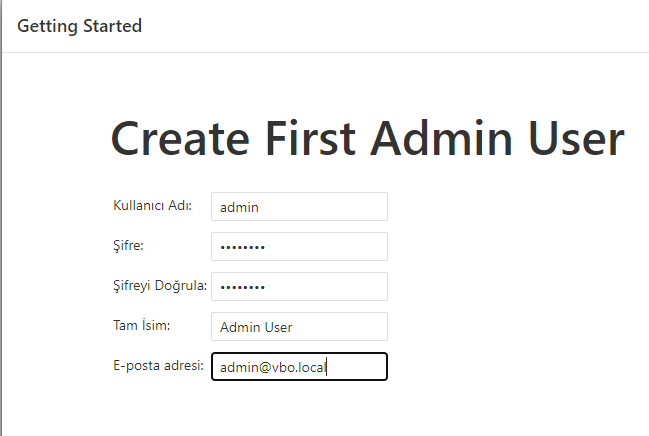 Getting Started
Create First Admin User
Kullanıcı Adı: admin
Şifre: ••••••••
Şifreyi Doğrula: ••••••••
Tam İsim: Admin User
E-posta adresi: admin@vbo.local